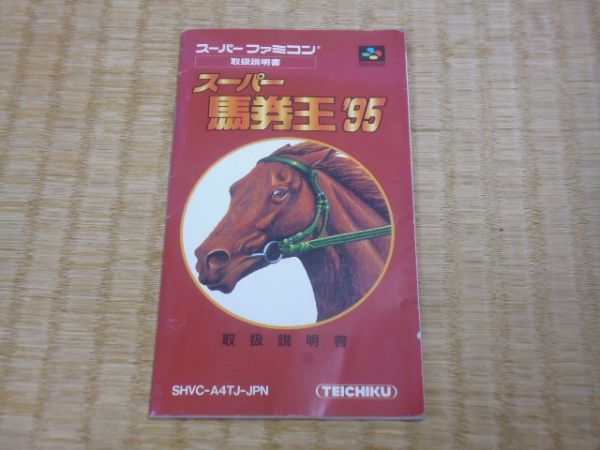 スーパーファミコン®
取扱説明書
スーパー
馬券王'95
取扱説明書
SHVC-A4TJ-JPN
TEICHIKU